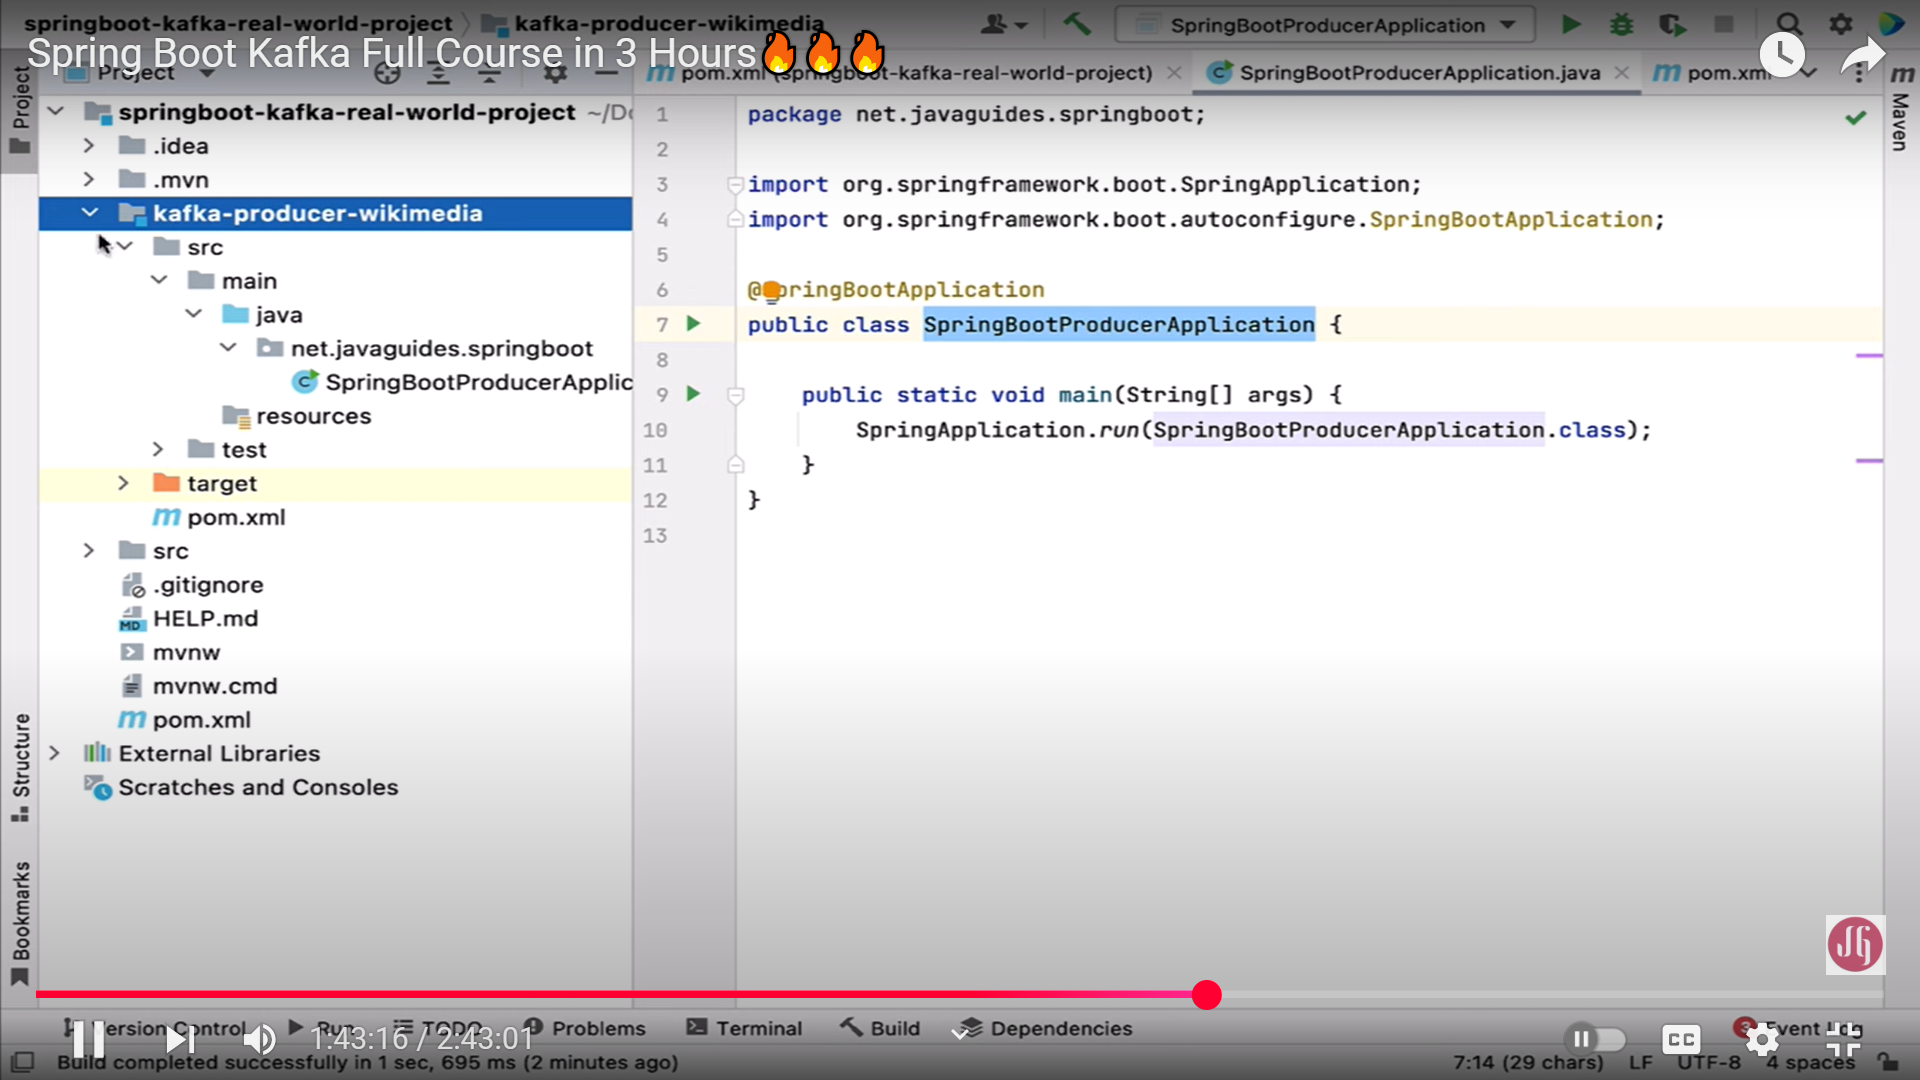 springboot-kafka-real-world-project
kafka-producer-wikimedia
SpringBootProducerApplication
Spring Boot Kafka Full Course in 3 Hours🔥🔥🔥
Project
pom.xml (springboot-kafka-real-world-project)
SpringBootProducerApplication.java
pom.xml
Project
Maven
springboot-kafka-real-world-project ~/Do
.idea
.mvn
kafka-producer-wikimedia
src
main
java
net.javaguides.springboot
SpringBootProducerApplic
resources
test
target
pom.xml
src
.gitignore
HELP.md
mvnw
mvnw.cmd
pom.xml
External Libraries
Scratches and Consoles
Structure
Bookmarks
1 package net.javaguides.springboot;
2
3 import org.springframework.boot.SpringApplication;
4 import org.springframework.boot.autoconfigure.SpringBootApplication;
5
6 @SpringBootApplication
7 public class SpringBootProducerApplication {
8
9 public static void main(String[] args) {
10 SpringApplication.run(SpringBootProducerApplication.class);
11 }
12 }
13
JG
Version Control Run TODO Problems Terminal Build Dependencies Event Log
1:43:16 / 2:43:01
CC
Build completed successfully in 1 sec, 695 ms (2 minutes ago)
7:14 (29 chars) LF UTF-8 4 spaces